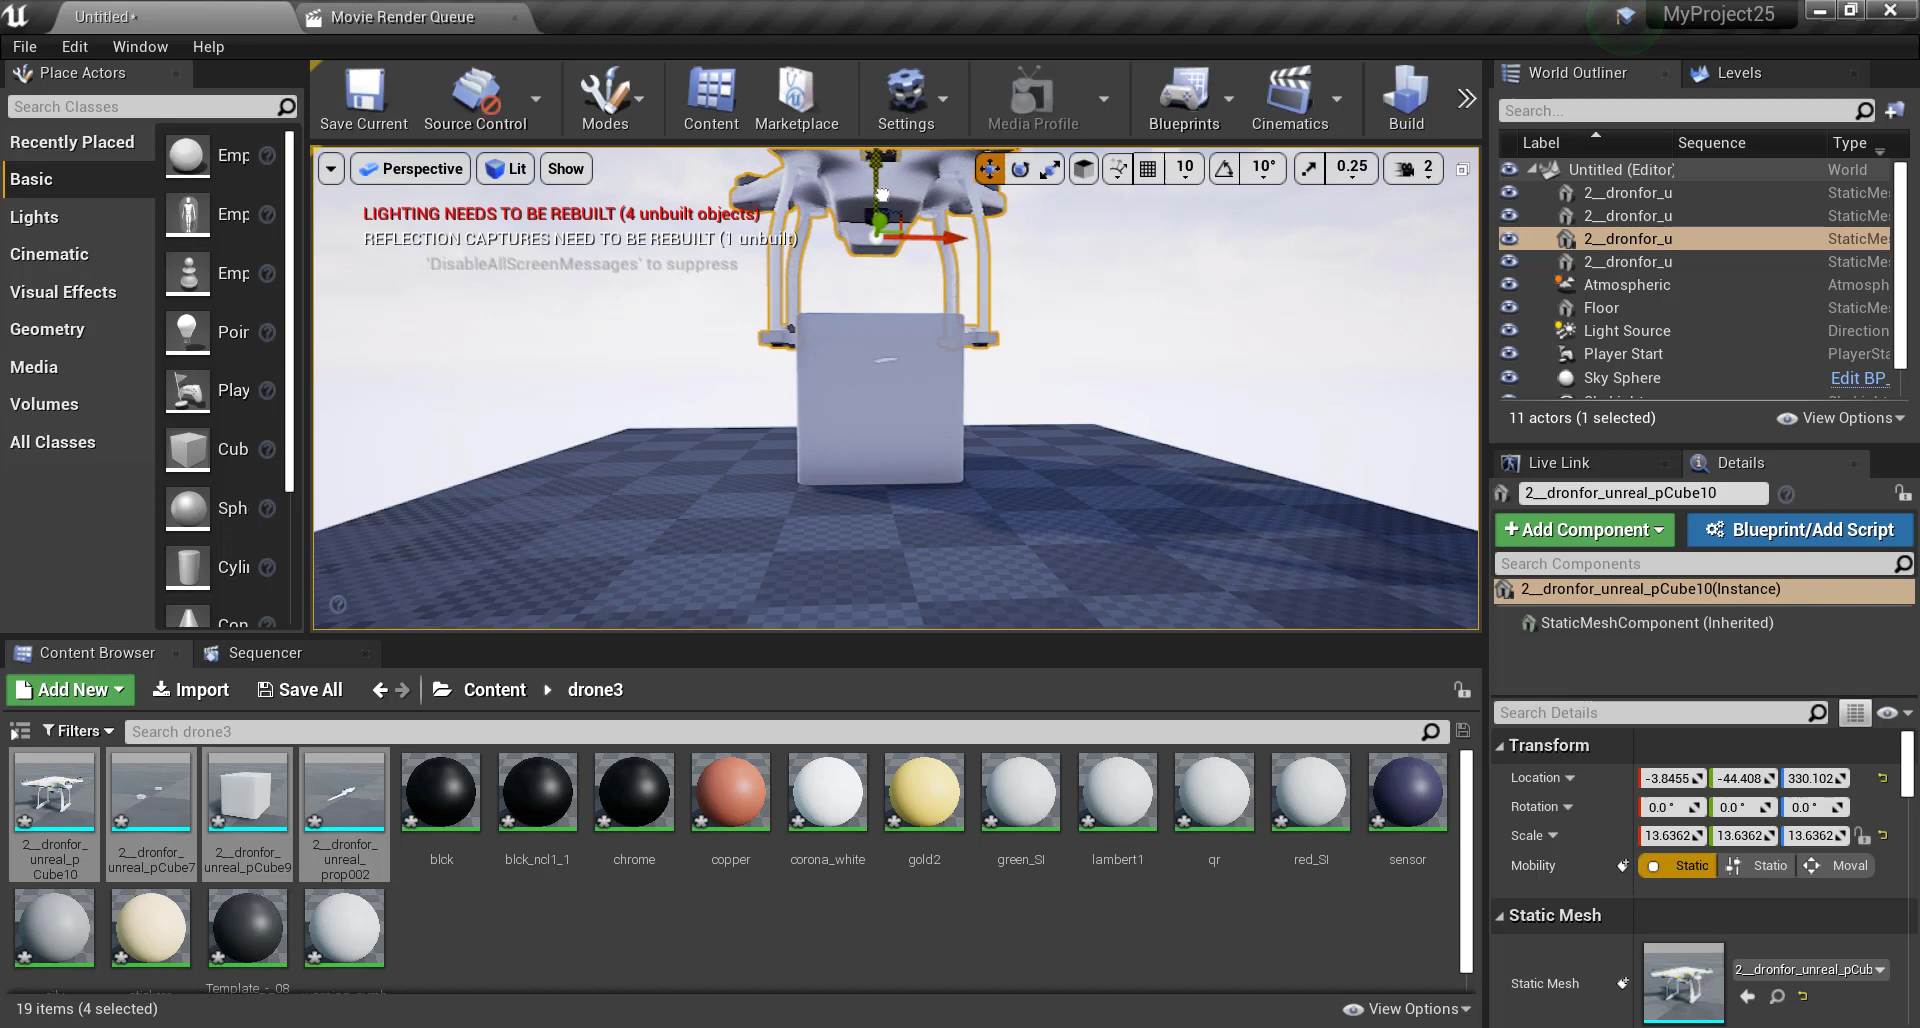 Untitled*
Movie Render Queue
MyProject25
File
Edit
Window
Help
Place Actors
Search Classes
Recently Placed
Basic
Lights
Cinematic
Visual Effects
Geometry
Media
Volumes
All Classes
Emp
Emp
Emp
Poin
Play
Cub
Sph
Cylin
Con
Save Current
Source Control
Modes
Content
Marketplace
Settings
Media Profile
Blueprints
Cinematics
Build
Perspective
Lit
Show
10
10°
0.25
2
LIGHTING NEEDS TO BE REBUILT (4 unbuilt objects)
REFLECTION CAPTURES NEED TO BE REBUILT (1 unbuilt)
'DisableAllScreenMessages' to suppress
World Outliner
Levels
Search...
Label
Sequence
Type
Untitled (Editor)
World
2__dronfor_u
StaticMe
2__dronfor_u
StaticMe
2__dronfor_u
StaticMe
2__dronfor_u
StaticMe
Atmospheric
Atmosph
Floor
StaticMe
Light Source
Direction
Player Start
PlayerSta
Sky Sphere
Edit BP_
11 actors (1 selected)
View Options
Live Link
Details
2__dronfor_unreal_pCube10
+Add Component
Blueprint/Add Script
Search Components
2__dronfor_unreal_pCube10(Instance)
StaticMeshComponent (Inherited)
Search Details
Transform
Location
-3.8455
-44.408
330.102
Rotation
0.0 °
0.0 °
0.0 °
Scale
13.6362
13.6362
13.6362
Mobility
Static
Statio
Moval
Static Mesh
Static Mesh
2__dronfor_unreal_pCub
Content Browser
Sequencer
Add New
Import
Save All
Content
drone3
Filters
Search drone3
2__dronfor_
unreal_p
Cube10
2__dronfor_
unreal_pCube7
2__dronfor_
unreal_pCube9
2__dronfor_
unreal_
prop002
blck
blck_ncl1_1
chrome
copper
corona_white
gold2
green_SI
lambert1
qr
red_SI
sensor
Template_-_08
19 items (4 selected)
View Options